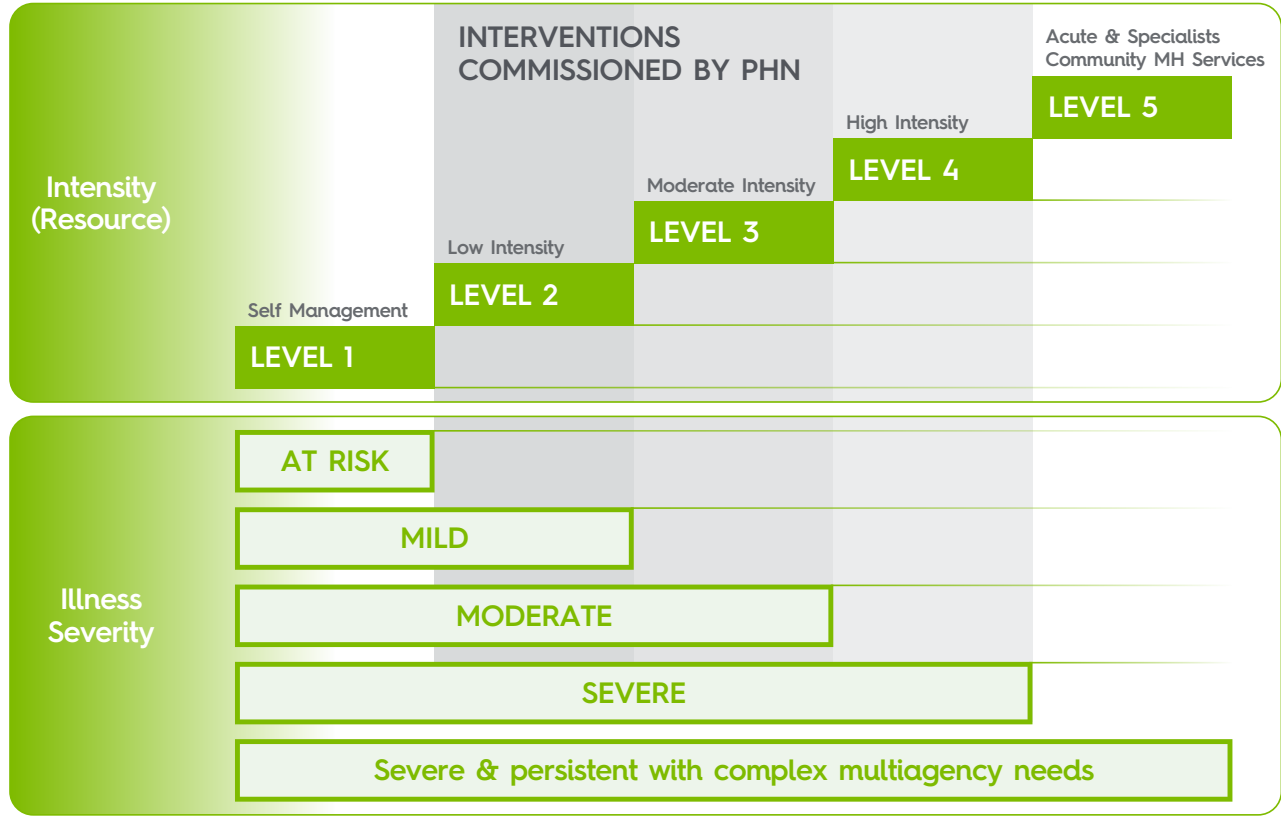 INTERVENTIONS
COMMISSIONED BY PHN
Acute & Specialists
Community MH Services
LEVEL 5
High Intensity
LEVEL 4
Moderate Intensity
LEVEL 3
Low Intensity
LEVEL 2
Self Management
LEVEL 1
Intensity
(Resource)
AT RISK
MILD
MODERATE
SEVERE
Severe & persistent with complex multiagency needs
Illness
Severity